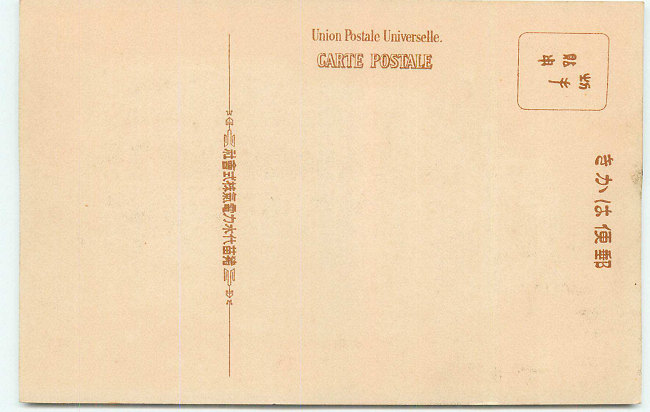 Union Postale Universelle.
CARTE POSTALE
郵便はかき
猪苗代水力電氣株式會社